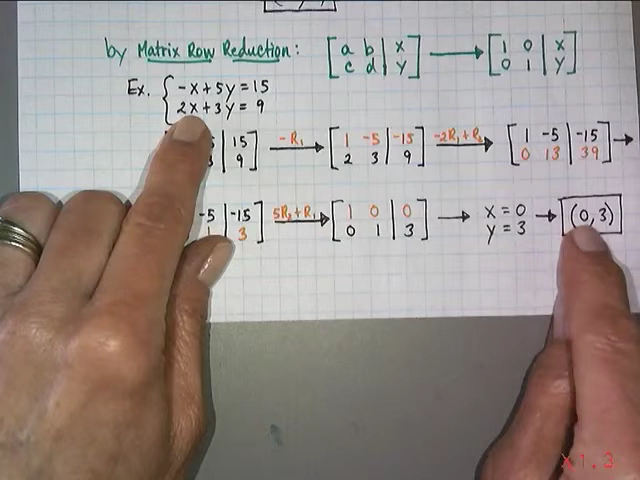 by Matrix Row Reduction: [a b | x ⟶ [1 0 | x
c d | y] 0 1 | y]
Ex. { -x + 5y = 15
2x + 3y = 9
| 15 -R₁ ⟶ [1 -5 | -15 -2R₁+R₂ ⟶ [1 -5 | -15 →
| 9] 2 3 | 9] 0 13 | 39]
-5 | -15 5R₂+R₁ ⟶ [1 0 | 0 ⟶ x = 0 → (0, 3)
| 3] 0 1 | 3] y = 3
x1.3